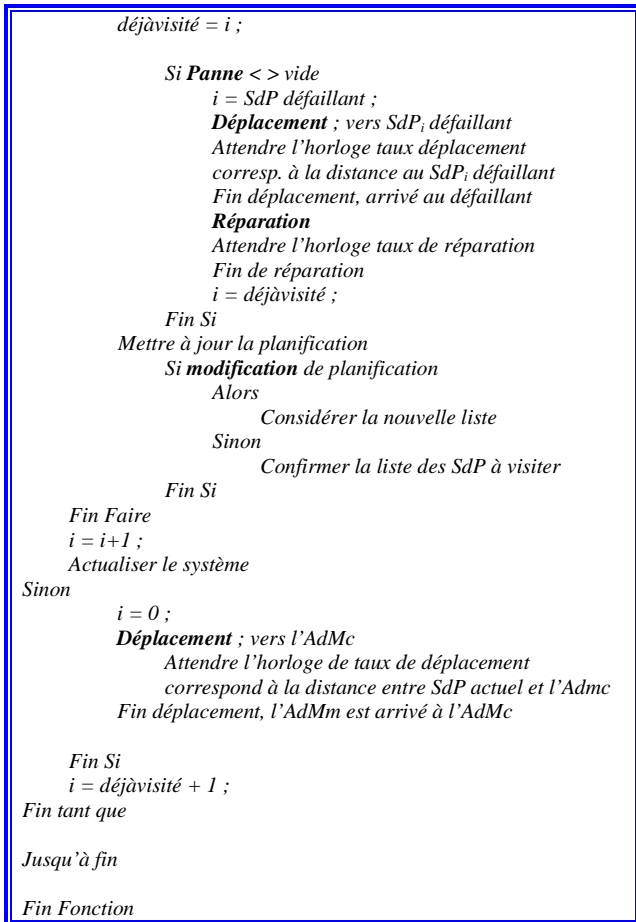 déjàvisité = i ;
Si Panne < > vide
i = SdP défaillant ;
Déplacement ; vers SdPi défaillant
Attendre l'horloge taux déplacement
corresp. à la distance au SdPi défaillant
Fin déplacement, arrivé au défaillant
Réparation
Attendre l'horloge taux de réparation
Fin de réparation
i = déjàvisité ;
Fin Si
Mettre à jour la planification
Si modification de planification
Alors
Considérer la nouvelle liste
Sinon
Confirmer la liste des SdP à visiter
Fin Si
Fin Faire
i = i+1 ;
Actualiser le système
Sinon
i = 0 ;
Déplacement ; vers l'AdMc
Attendre l'horloge de taux de déplacement
correspond à la distance entre SdP actuel et l'Admc
Fin déplacement, l'AdMm est arrivé à l'AdMc
Fin Si
i = déjàvisité + 1 ;
Fin tant que
Jusqu'à fin
Fin Fonction